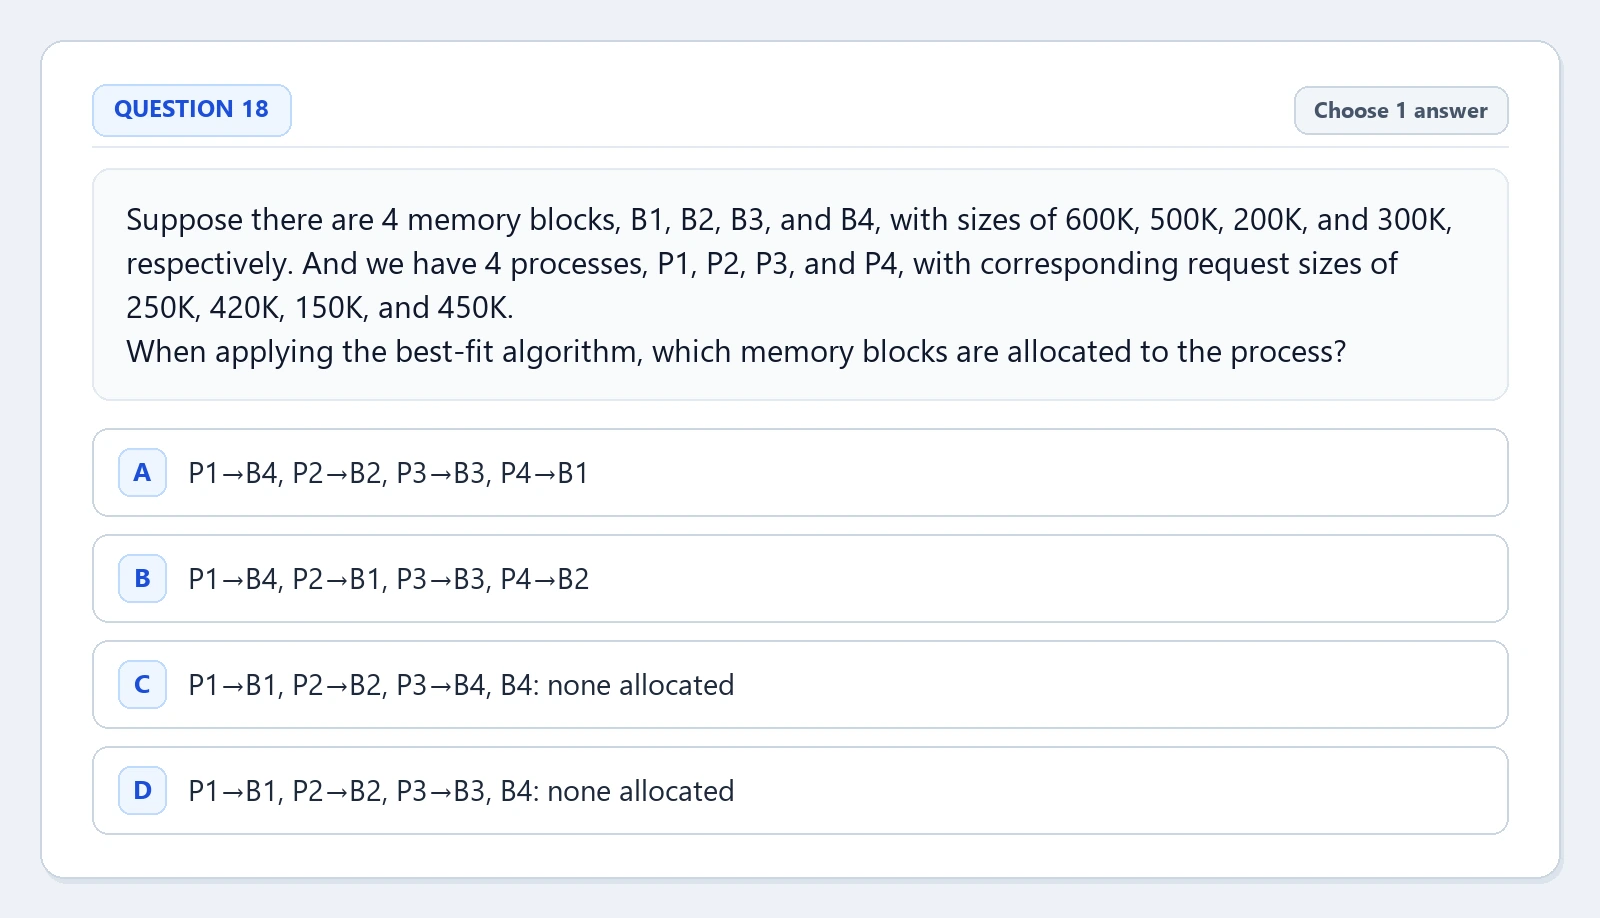 QUESTION 18
Choose 1 answer
Suppose there are 4 memory blocks, B1, B2, B3, and B4, with sizes of 600K, 500K, 200K, and 300K,
respectively. And we have 4 processes, P1, P2, P3, and P4, with corresponding request sizes of
250K, 420K, 150K, and 450K.
When applying the best-fit algorithm, which memory blocks are allocated to the process?
A P1→B4, P2→B2, P3→B3, P4→B1
B P1→B4, P2→B1, P3→B3, P4→B2
C P1→B1, P2→B2, P3→B4, B4: none allocated
D P1→B1, P2→B2, P3→B3, B4: none allocated